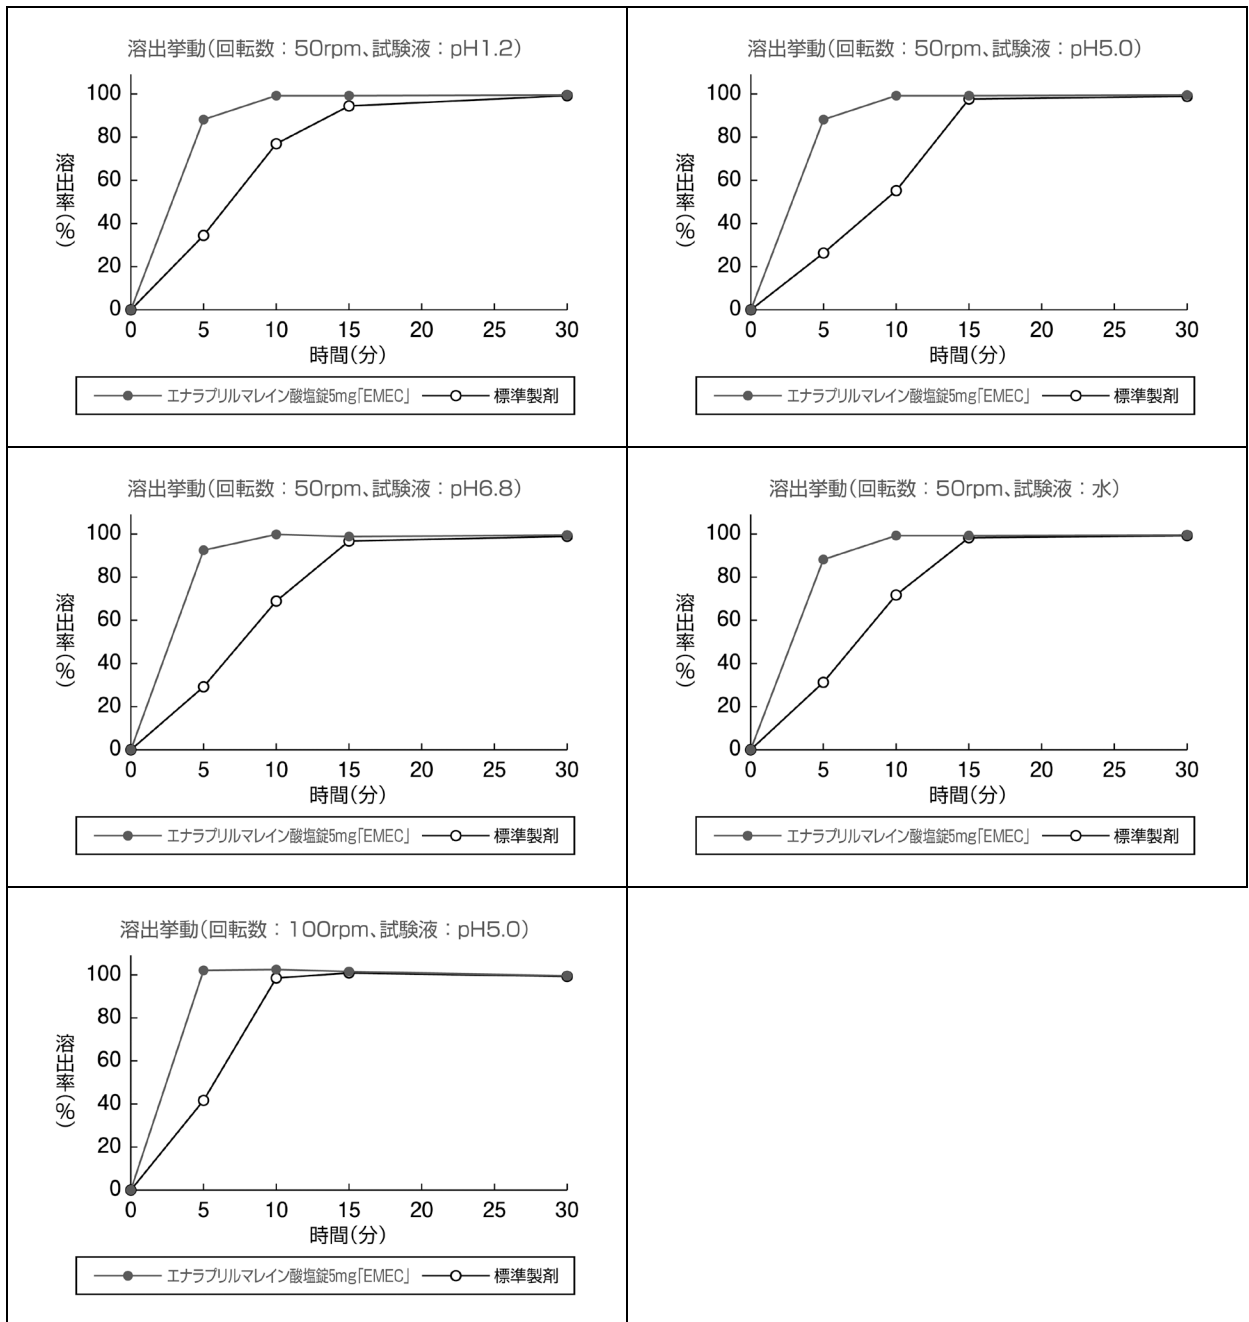 溶出挙動(回転数：50rpm、試験液：pH1.2)
溶出率(%)
100
80
60
40
20
0
0 5 10 15 20 25 30
時間(分)
エナラプリルマレイン酸塩錠5mg「EMEC」 標準製剤
溶出挙動(回転数：50rpm、試験液：pH5.0)
溶出率(%)
100
80
60
40
20
0
0 5 10 15 20 25 30
時間(分)
エナラプリルマレイン酸塩錠5mg「EMEC」 標準製剤
溶出挙動(回転数：50rpm、試験液：pH6.8)
溶出率(%)
100
80
60
40
20
0
0 5 10 15 20 25 30
時間(分)
エナラプリルマレイン酸塩錠5mg「EMEC」 標準製剤
溶出挙動(回転数：50rpm、試験液：水)
溶出率(%)
100
80
60
40
20
0
0 5 10 15 20 25 30
時間(分)
エナラプリルマレイン酸塩錠5mg「EMEC」 標準製剤
溶出挙動(回転数：100rpm、試験液：pH5.0)
溶出率(%)
100
80
60
40
20
0
0 5 10 15 20 25 30
時間(分)
エナラプリルマレイン酸塩錠5mg「EMEC」 標準製剤